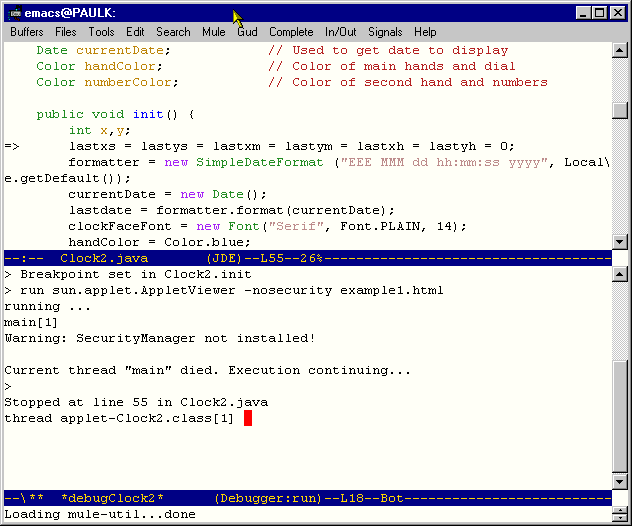 emacs@PAULK:
Buffers Files Tools Edit Search Mule Gud Complete In/Out Signals Help
    Date currentDate;            // Used to get date to display
    Color handColor;             // Color of main hands and dial
    Color numberColor;           // Color of second hand and numbers

    public void init() {
        int x,y;
=>      lastxs = lastys = lastxm = lastym = lastxh = lastyh = 0;
        formatter = new SimpleDateFormat ("EEE MMM dd hh:mm:ss yyyy", Local\
e.getDefault());
        currentDate = new Date();
        lastdate = formatter.format(currentDate);
        clockFaceFont = new Font("Serif", Font.PLAIN, 14);
        handColor = Color.blue;
--:--  Clock2.java       (JDE)--L55--26%------------------------------------
> Breakpoint set in Clock2.init
> run sun.applet.AppletViewer -nosecurity example1.html
running ...
main[1]
Warning: SecurityManager not installed!

Current thread "main" died. Execution continuing...
>
Stopped at line 55 in Clock2.java
thread applet-Clock2.class[1]
--\**  *debugClock2*      (Debugger:run)--L18--Bot--------------------------
Loading mule-util...done